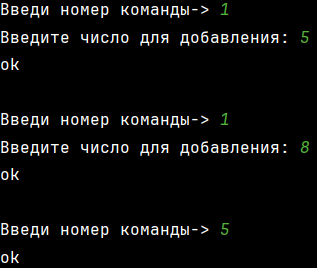 Введи номер команды-> 1
Введите число для добавления: 5
ok
Введи номер команды-> 1
Введите число для добавления: 8
ok
Введи номер команды-> 5
ok